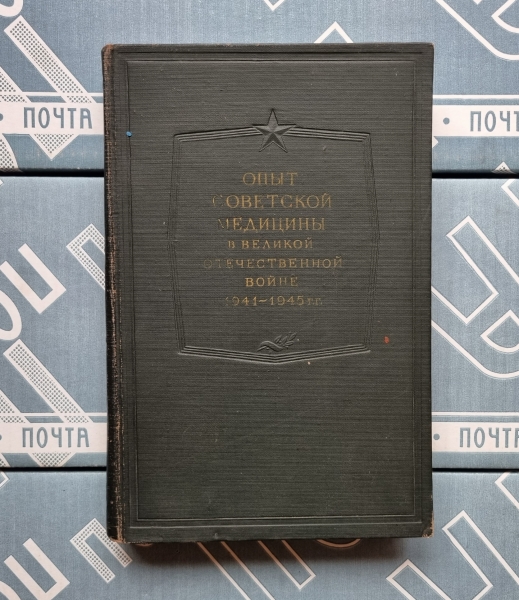 ПОЧТА
ПОЧТА
ОПЫТ
СОВЕТСКОЙ
МЕДИЦИНЫ
В ВЕЛИКОЙ
ОТЕЧЕСТВЕННОЙ
ВОЙНЕ
1941–1945 гг.
ПОЧТА
ПОЧТА